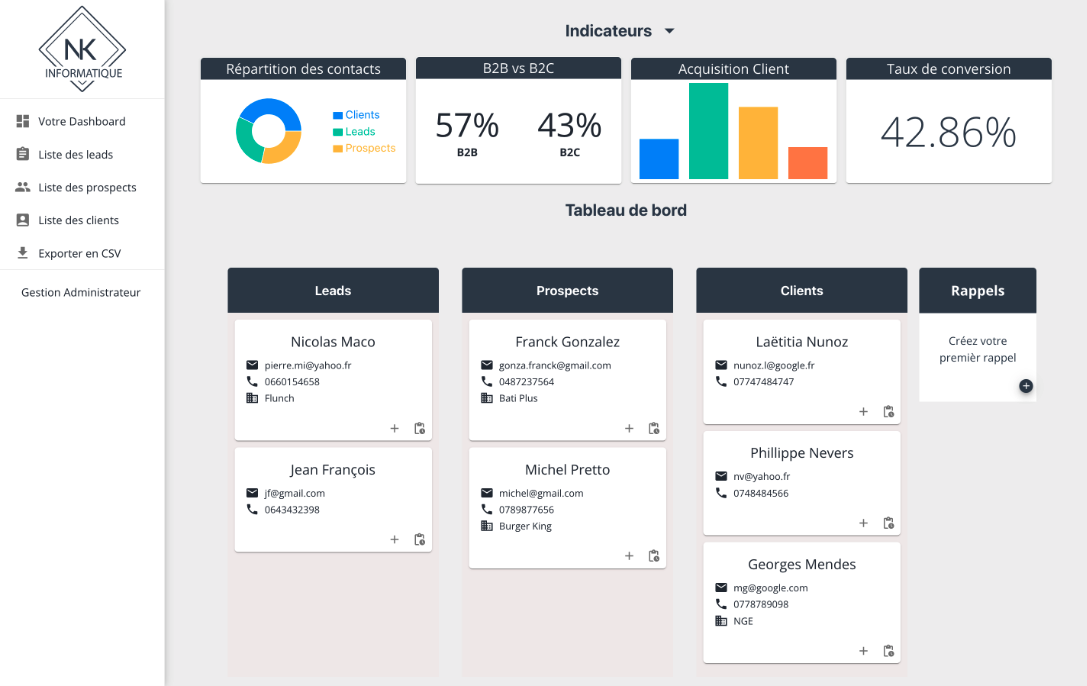 NK
INFORMATIQUE
Votre Dashboard
Liste des leads
Liste des prospects
Liste des clients
Exporter en CSV
Gestion Administrateur
Indicateurs
Répartition des contacts
Clients
Leads
Prospects
B2B vs B2C
57% 43%
B2B B2C
Acquisition Client
Taux de conversion
42.86%
Tableau de bord
Leads
Nicolas Maco
pierre.mi@yahoo.fr
0660154658
Flunch
Jean François
jf@gmail.com
0643432398
Prospects
Franck Gonzalez
gonza.franck@gmail.com
0487237564
Bati Plus
Michel Pretto
michel@gmail.com
0789877656
Burger King
Clients
Laëtitia Nunoz
nunoz.l@google.fr
07747484747
Phillippe Nevers
nv@yahoo.fr
0748484566
Georges Mendes
mg@google.com
0778789098
NGE
Rappels
Créez votre
premièr rappel